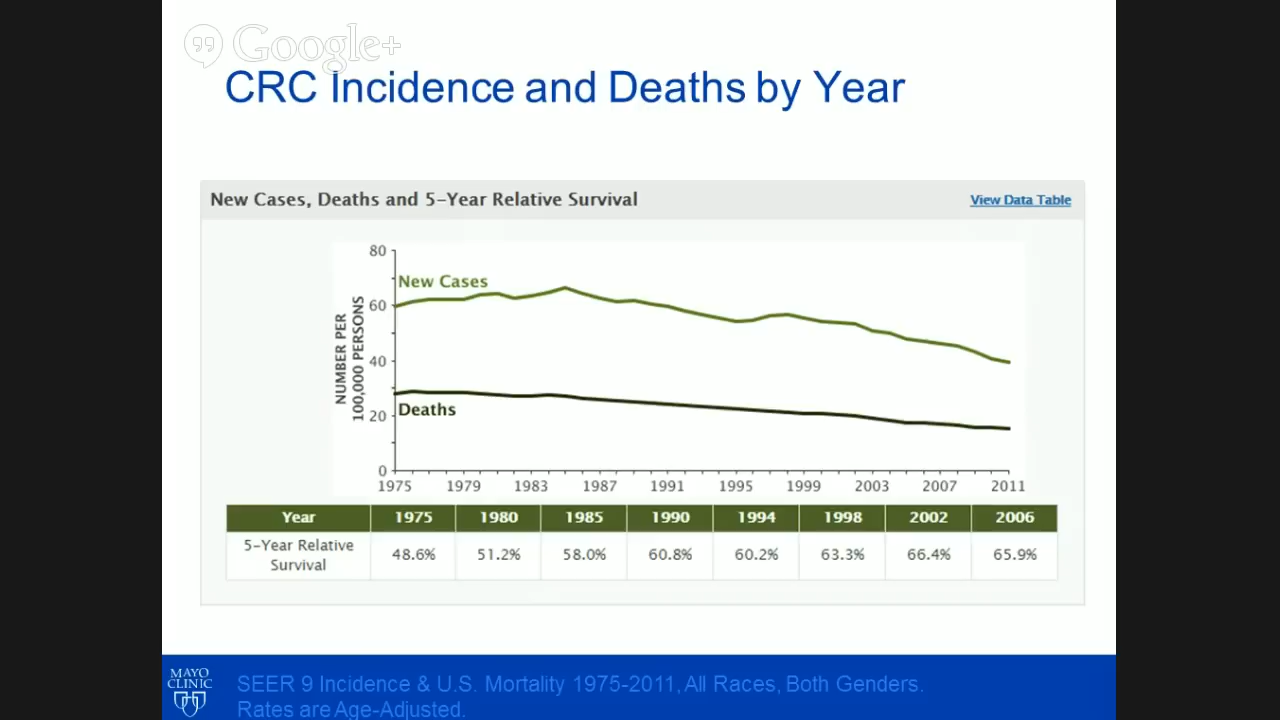 Google+
CRC Incidence and Deaths by Year
New Cases, Deaths and 5-Year Relative Survival
View Data Table
80
60
40
20
0
NUMBER PER
100,000 PERSONS
New Cases
Deaths
1975 1979 1983 1987 1991 1995 1999 2003 2007 2011
Year 1975 1980 1985 1990 1994 1998 2002 2006
5-Year Relative
Survival
48.6% 51.2% 58.0% 60.8% 60.2% 63.3% 66.4% 65.9%
MAYO
CLINIC
SEER 9 Incidence & U.S. Mortality 1975-2011, All Races, Both Genders.
Rates are Age-Adjusted.